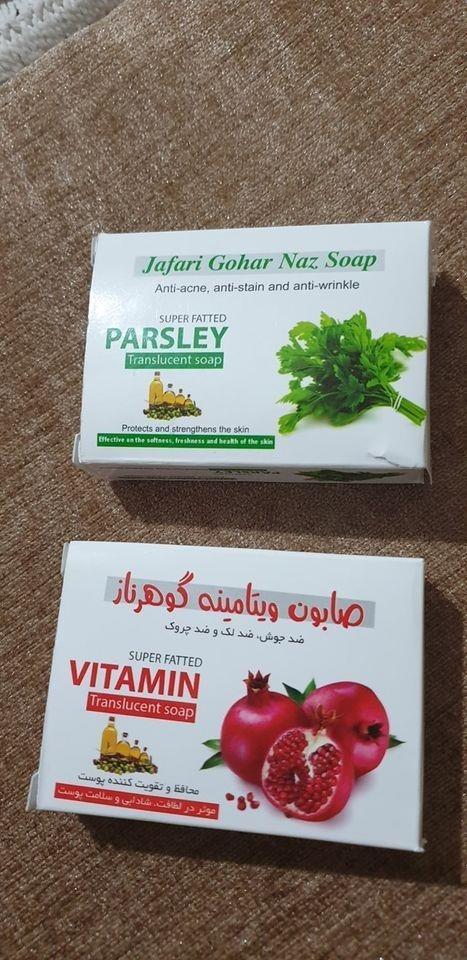 Jafari Gohar Naz Soap
Anti-acne, anti-stain and anti-wrinkle
SUPER FATTED
PARSLEY
Translucent soap
Protects and strengthens the skin
Effective on the softness, freshness and health of the skin
PARSLEY
صابون ویتامینه گوهرناز
ضد جوش، ضد لک و ضد چروک
SUPER FATTED
VITAMIN
Translucent soap
محافظ و تقویت کننده پوست
موثر در لطافت، شادابی و سلامت پوست